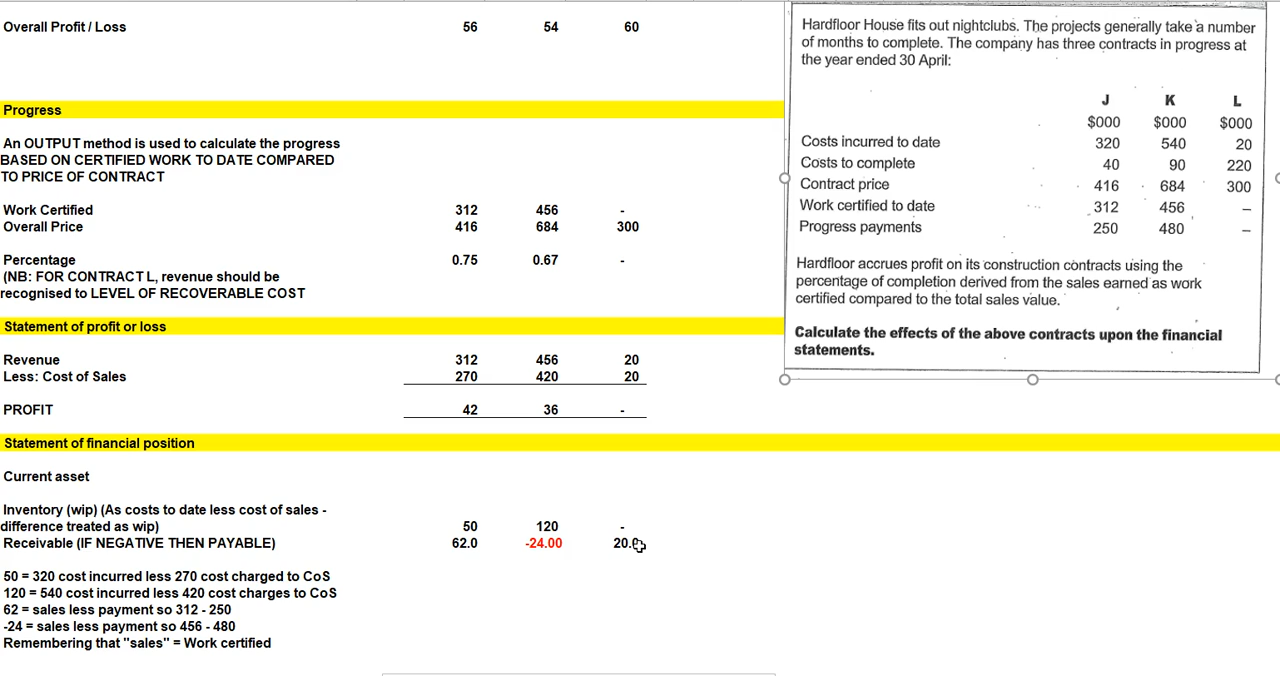 Overall Profit / Loss 56 54 60
Progress
An OUTPUT method is used to calculate the progress
BASED ON CERTIFIED WORK TO DATE COMPARED
TO PRICE OF CONTRACT
Work Certified 312 456 -
Overall Price 416 684 300
Percentage 0.75 0.67 -
(NB: FOR CONTRACT L, revenue should be
recognised to LEVEL OF RECOVERABLE COST
Statement of profit or loss
Revenue 312 456 20
Less: Cost of Sales 270 420 20
PROFIT 42 36 -
Statement of financial position
Current asset
Inventory (wip) (As costs to date less cost of sales -
difference treated as wip) 50 120 -
Receivable (IF NEGATIVE THEN PAYABLE) 62.0 -24.00
50 = 320 cost incurred less 270 cost charged to CoS
120 = 540 cost incurred less 420 cost charges to CoS
62 = sales less payment so 312 - 250
-24 = sales less payment so 456 - 480
Remembering that "sales" = Work certified
Hardfloor House fits out nightclubs. The projects generally take a number
of months to complete. The company has three contracts in progress at
the year ended 30 April:
J K L
$000 $000 $000
Costs incurred to date 320 540 20
Costs to complete 40 90 220
Contract price 416 684 300
Work certified to date 312 456 –
Progress payments 250 480 –
Hardfloor accrues profit on its construction contracts using the
percentage of completion derived from the sales earned as work
certified compared to the total sales value.
Calculate the effects of the above contracts upon the financial
statements.